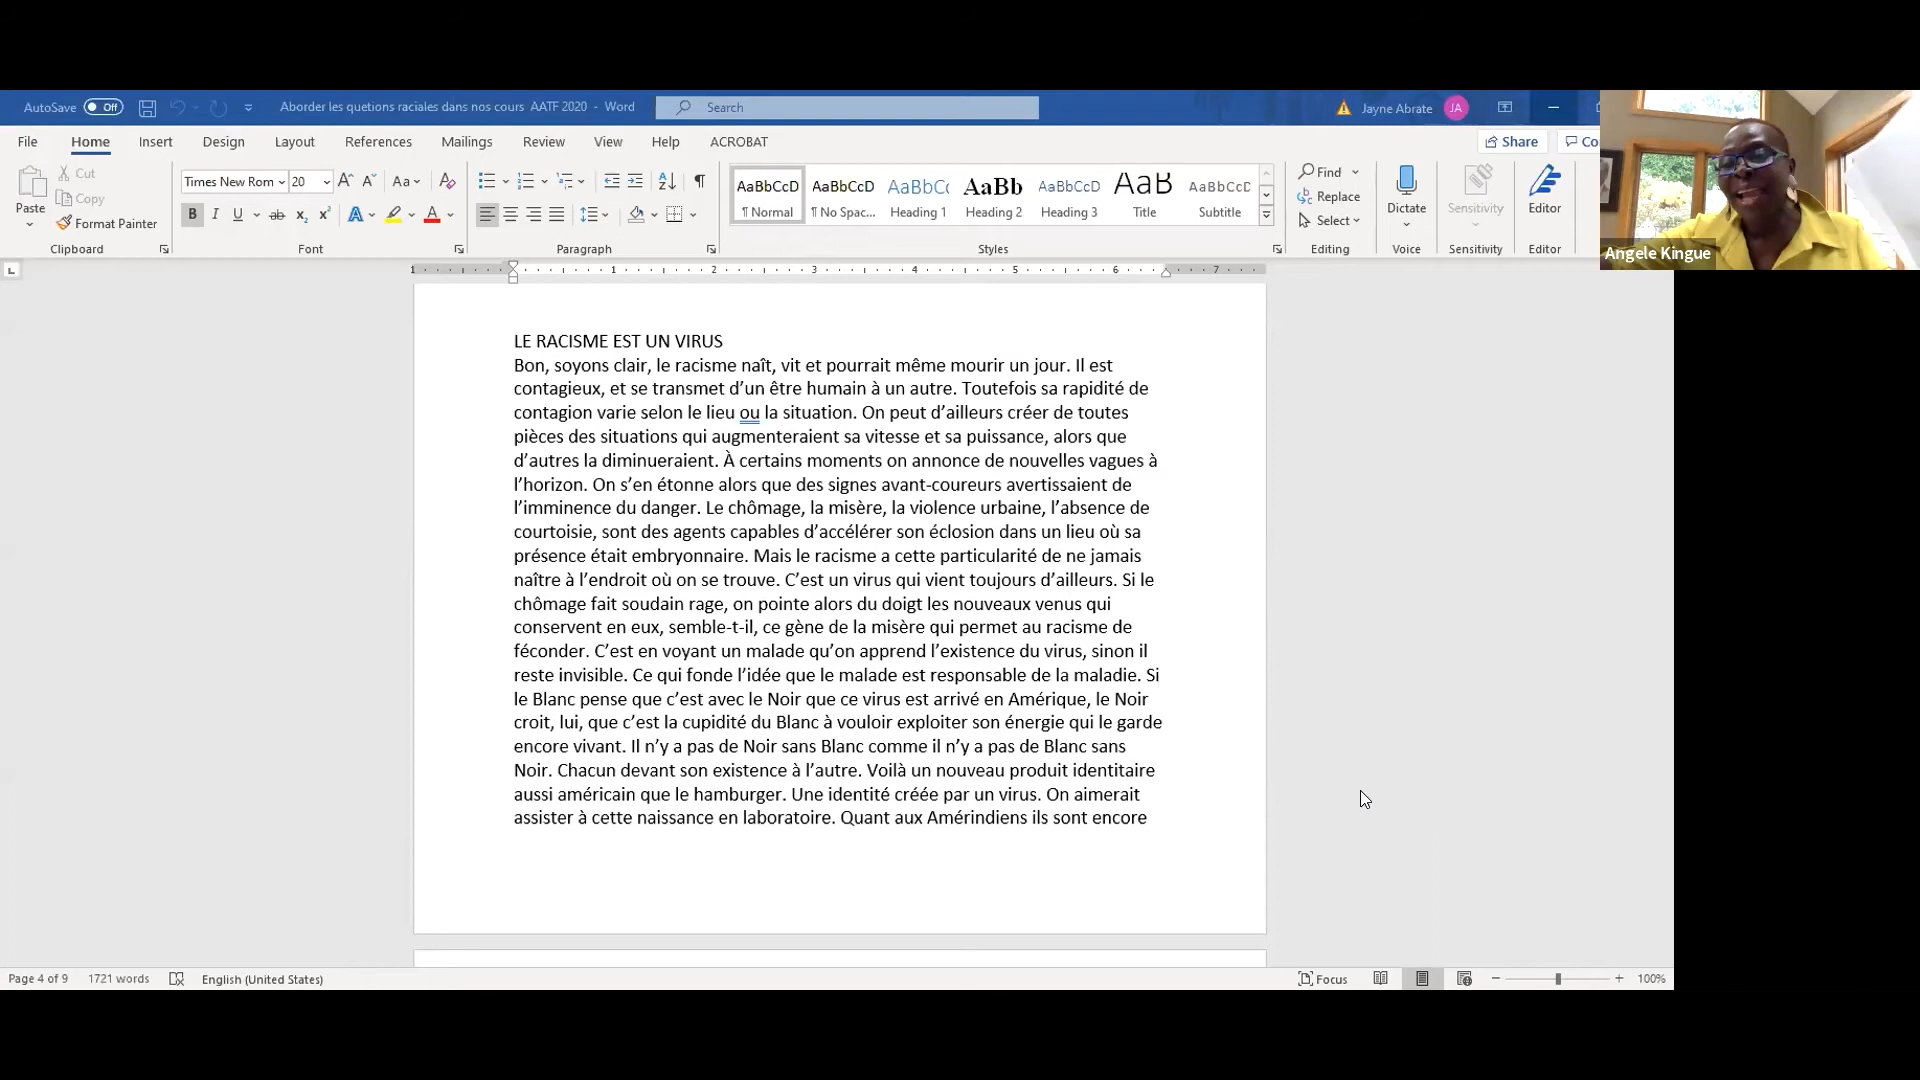 AutoSave Off Aborder les quetions raciales dans nos cours AATF 2020 - Word Search Jayne Abrate JA
File Home Insert Design Layout References Mailings Review View Help ACROBAT Share Co
Paste Cut Copy Format Painter Clipboard
Times New Rom 20 Font
Paragraph
AaBbCcD AaBbCcD AaBbCc AaBb AaBbCcD AaB AaBbCcD
¶ Normal ¶ No Spac... Heading 1 Heading 2 Heading 3 Title Subtitle
Styles
Find Replace Select Editing
Dictate Voice
Sensitivity Sensitivity
Editor Editor
Angele Kingue
1 1 2 3 4 5 6 7
LE RACISME EST UN VIRUS
Bon, soyons clair, le racisme naît, vit et pourrait même mourir un jour. Il est
contagieux, et se transmet d’un être humain à un autre. Toutefois sa rapidité de
contagion varie selon le lieu ou la situation. On peut d’ailleurs créer de toutes
pièces des situations qui augmenteraient sa vitesse et sa puissance, alors que
d’autres la diminueraient. À certains moments on annonce de nouvelles vagues à
l’horizon. On s’en étonne alors que des signes avant-coureurs avertissaient de
l’imminence du danger. Le chômage, la misère, la violence urbaine, l’absence de
courtoisie, sont des agents capables d’accélérer son éclosion dans un lieu où sa
présence était embryonnaire. Mais le racisme a cette particularité de ne jamais
naître à l’endroit où on se trouve. C’est un virus qui vient toujours d’ailleurs. Si le
chômage fait soudain rage, on pointe alors du doigt les nouveaux venus qui
conservent en eux, semble-t-il, ce gène de la misère qui permet au racisme de
féconder. C’est en voyant un malade qu’on apprend l’existence du virus, sinon il
reste invisible. Ce qui fonde l’idée que le malade est responsable de la maladie. Si
le Blanc pense que c’est avec le Noir que ce virus est arrivé en Amérique, le Noir
croit, lui, que c’est la cupidité du Blanc à vouloir exploiter son énergie qui le garde
encore vivant. Il n’y a pas de Noir sans Blanc comme il n’y a pas de Blanc sans
Noir. Chacun devant son existence à l’autre. Voilà un nouveau produit identitaire
aussi américain que le hamburger. Une identité créée par un virus. On aimerait
assister à cette naissance en laboratoire. Quant aux Amérindiens ils sont encore
Page 4 of 9 1721 words English (United States) Focus 100%